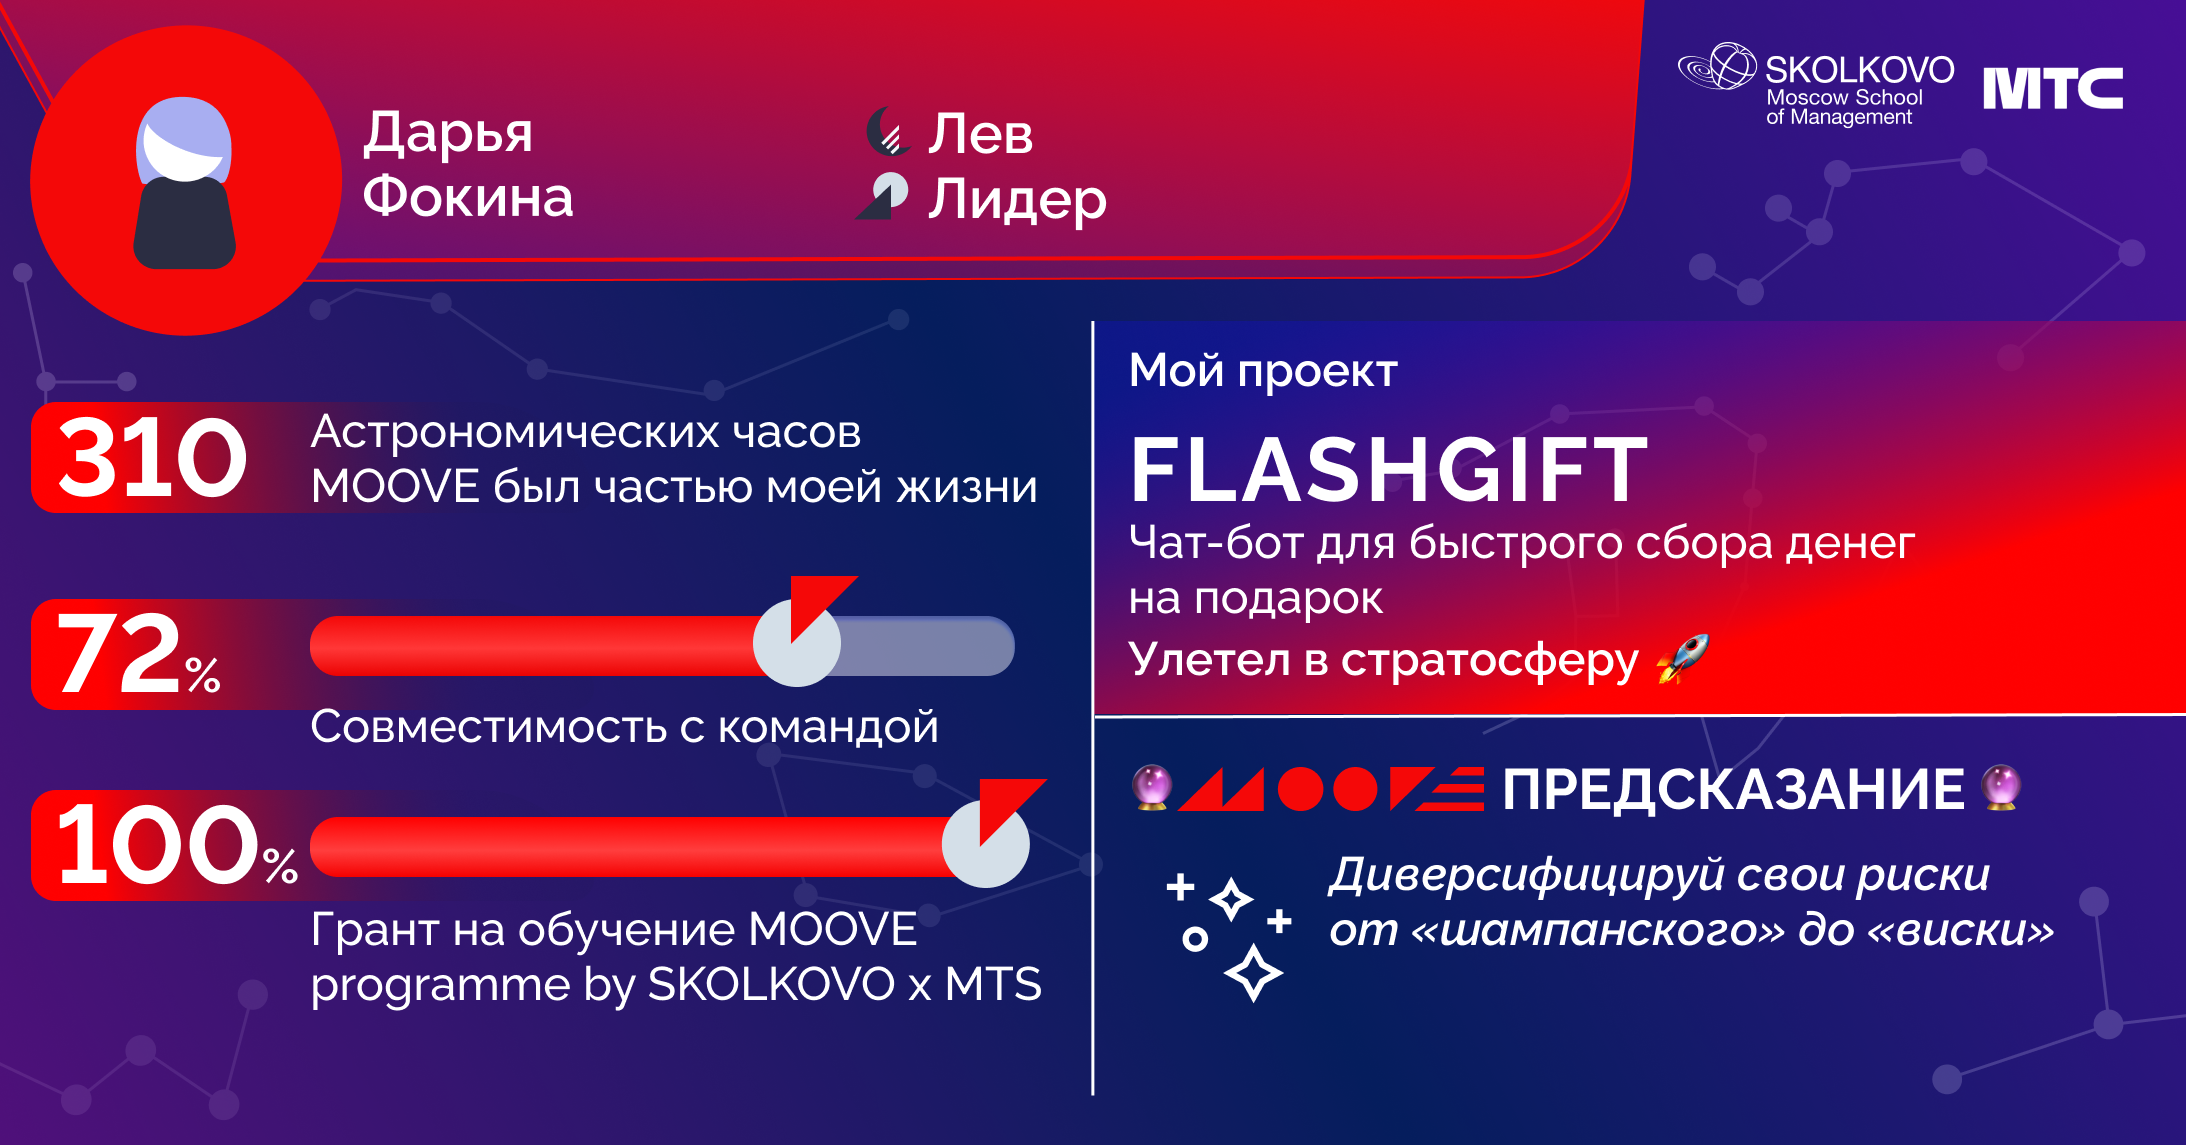 Дарья
Фокина
Лев
Лидер
SKOLKOVO
Moscow School
of Management
МТС
310
Астрономических часов
MOOVE был частью моей жизни
72%
Совместимость с командой
100%
Грант на обучение MOOVE
programme by SKOLKOVO x MTS
Мой проект
FLASHGIFT
Чат-бот для быстрого сбора денег
на подарок
Улетел в стратосферу 🚀
🔮 MOOVE ПРЕДСКАЗАНИЕ 🔮
Диверсифицируй свои риски
от «шампанского» до «виски»